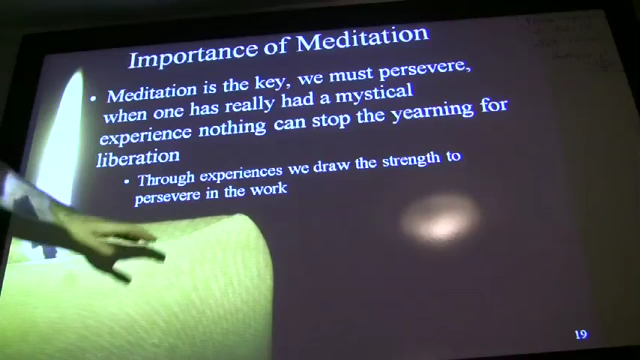 Importance of Meditation
• Meditation is the key, we must persevere,
when one has really had a mystical
experience nothing can stop the yearning for
liberation
• Through experiences we draw the strength to
persevere in the work
19